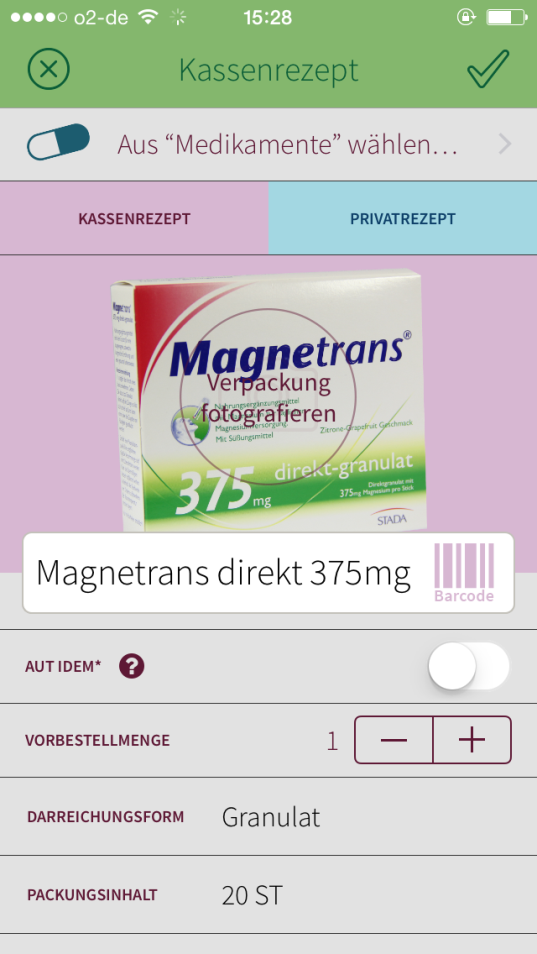 o2-de 15:28
Kassenrezept
Aus “Medikamente” wählen…
KASSENREZEPT PRIVATREZEPT
Magnetrans®
Verpackung
Nahrungsergänzungsmittel
fotografieren
Magnesiumversorgung.
Zitrone-Grapefruit Geschmack
Mit Süßungsmittel
direkt-granulat
375 mg
Direktgranulat mit
375mg Magnesium pro Stick
STADA
Magnetrans direkt 375mg
Barcode
AUT IDEM* ?
VORBESTELLMENGE 1 — +
DARREICHUNGSFORM Granulat
PACKUNGSINHALT 20 ST